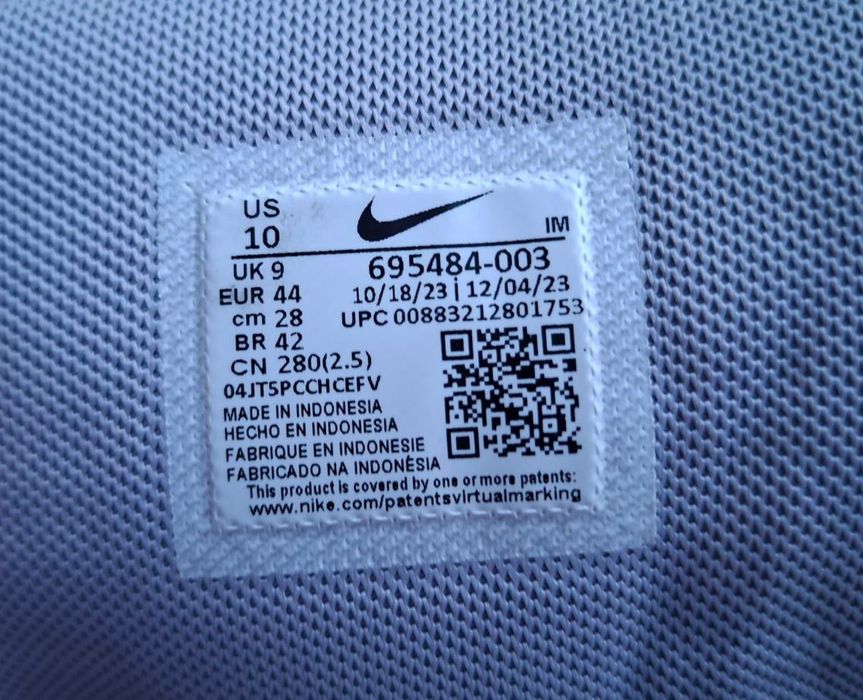 US
10
IM
UK 9
695484-003
EUR 44
10/18/23 | 12/04/23
cm 28
UPC 00883212801753
BR 42
CN 280(2.5)
04JT5PCCHCEFV
MADE IN INDONESIA
HECHO EN INDONESIA
FABRIQUE EN INDONESIE
FABRICADO NA INDONÉSIA
This product is covered by one or more patents:
www.nike.com/patentsvirtualmarking